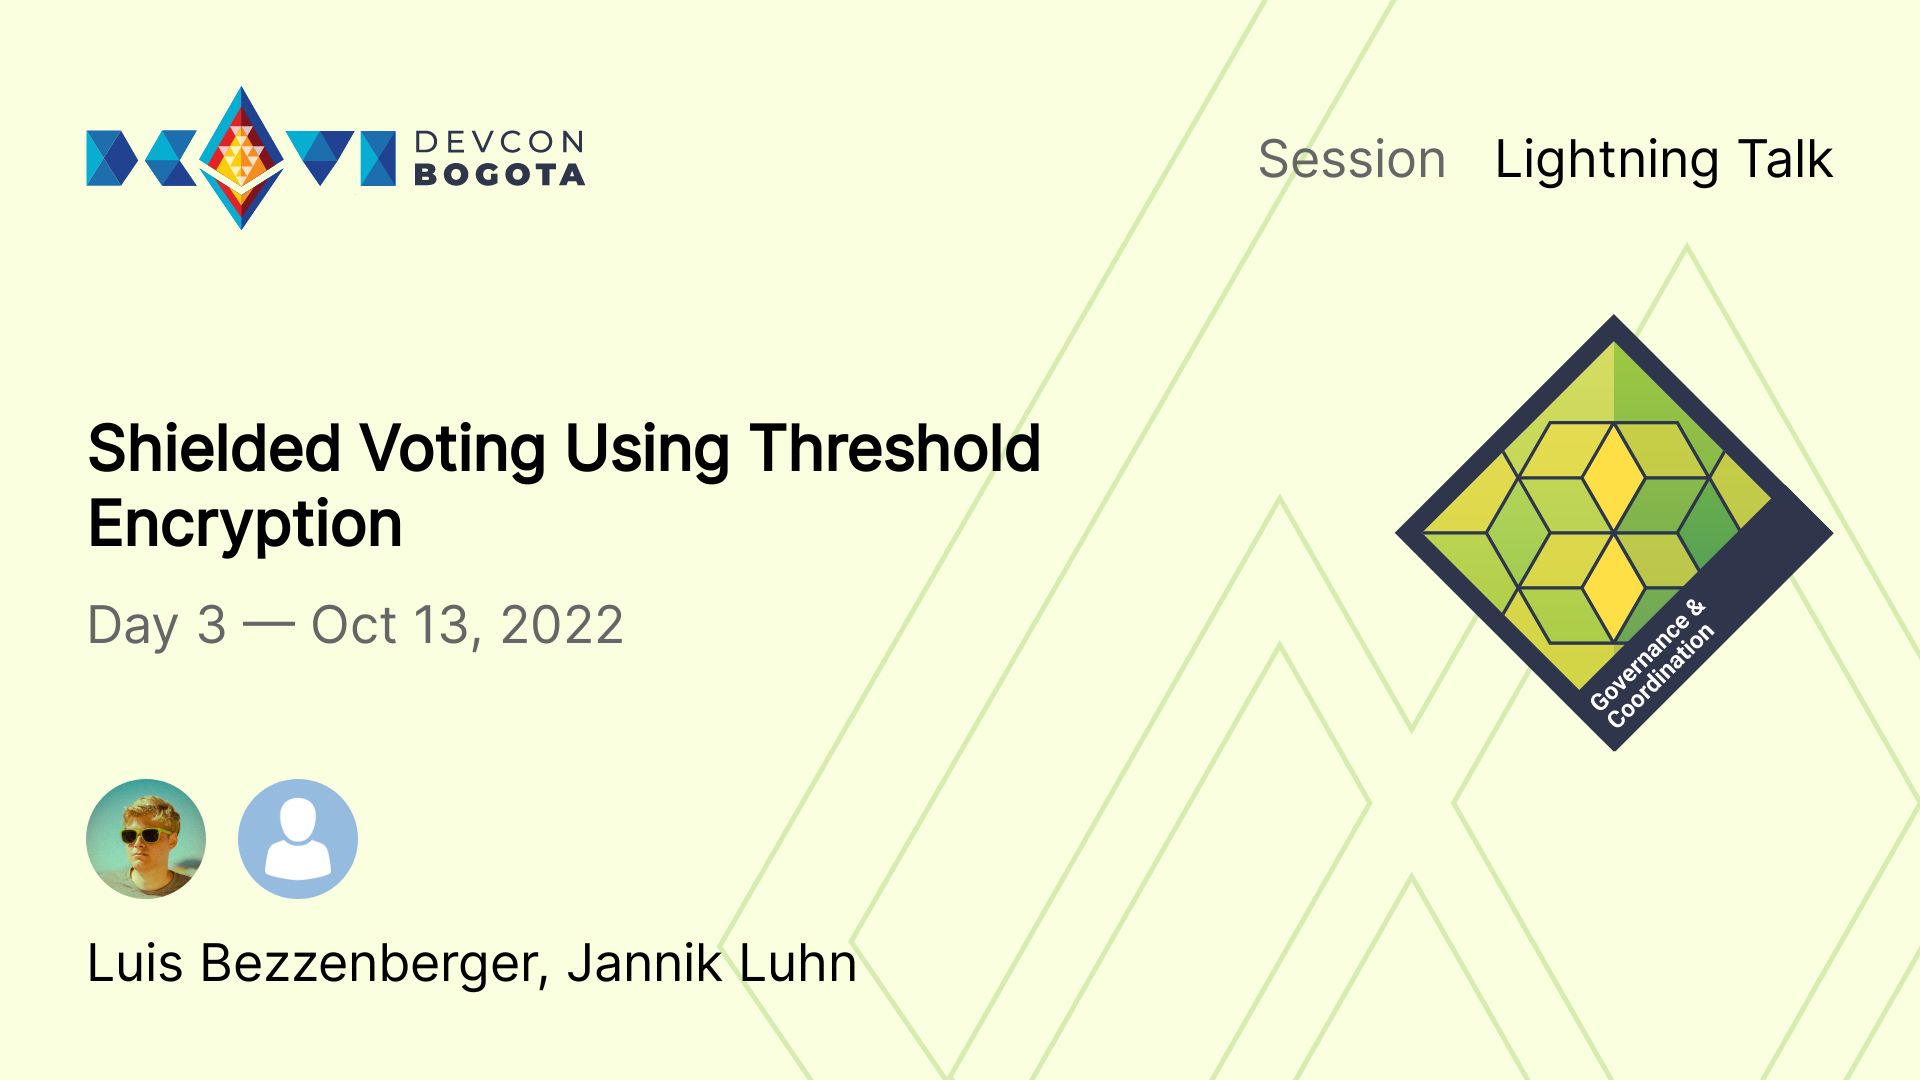 DEVCON
BOGOTA
Session Lightning Talk
Shielded Voting Using Threshold
Encryption
Day 3 — Oct 13, 2022
Governance &
Coordination
Luis Bezzenberger, Jannik Luhn